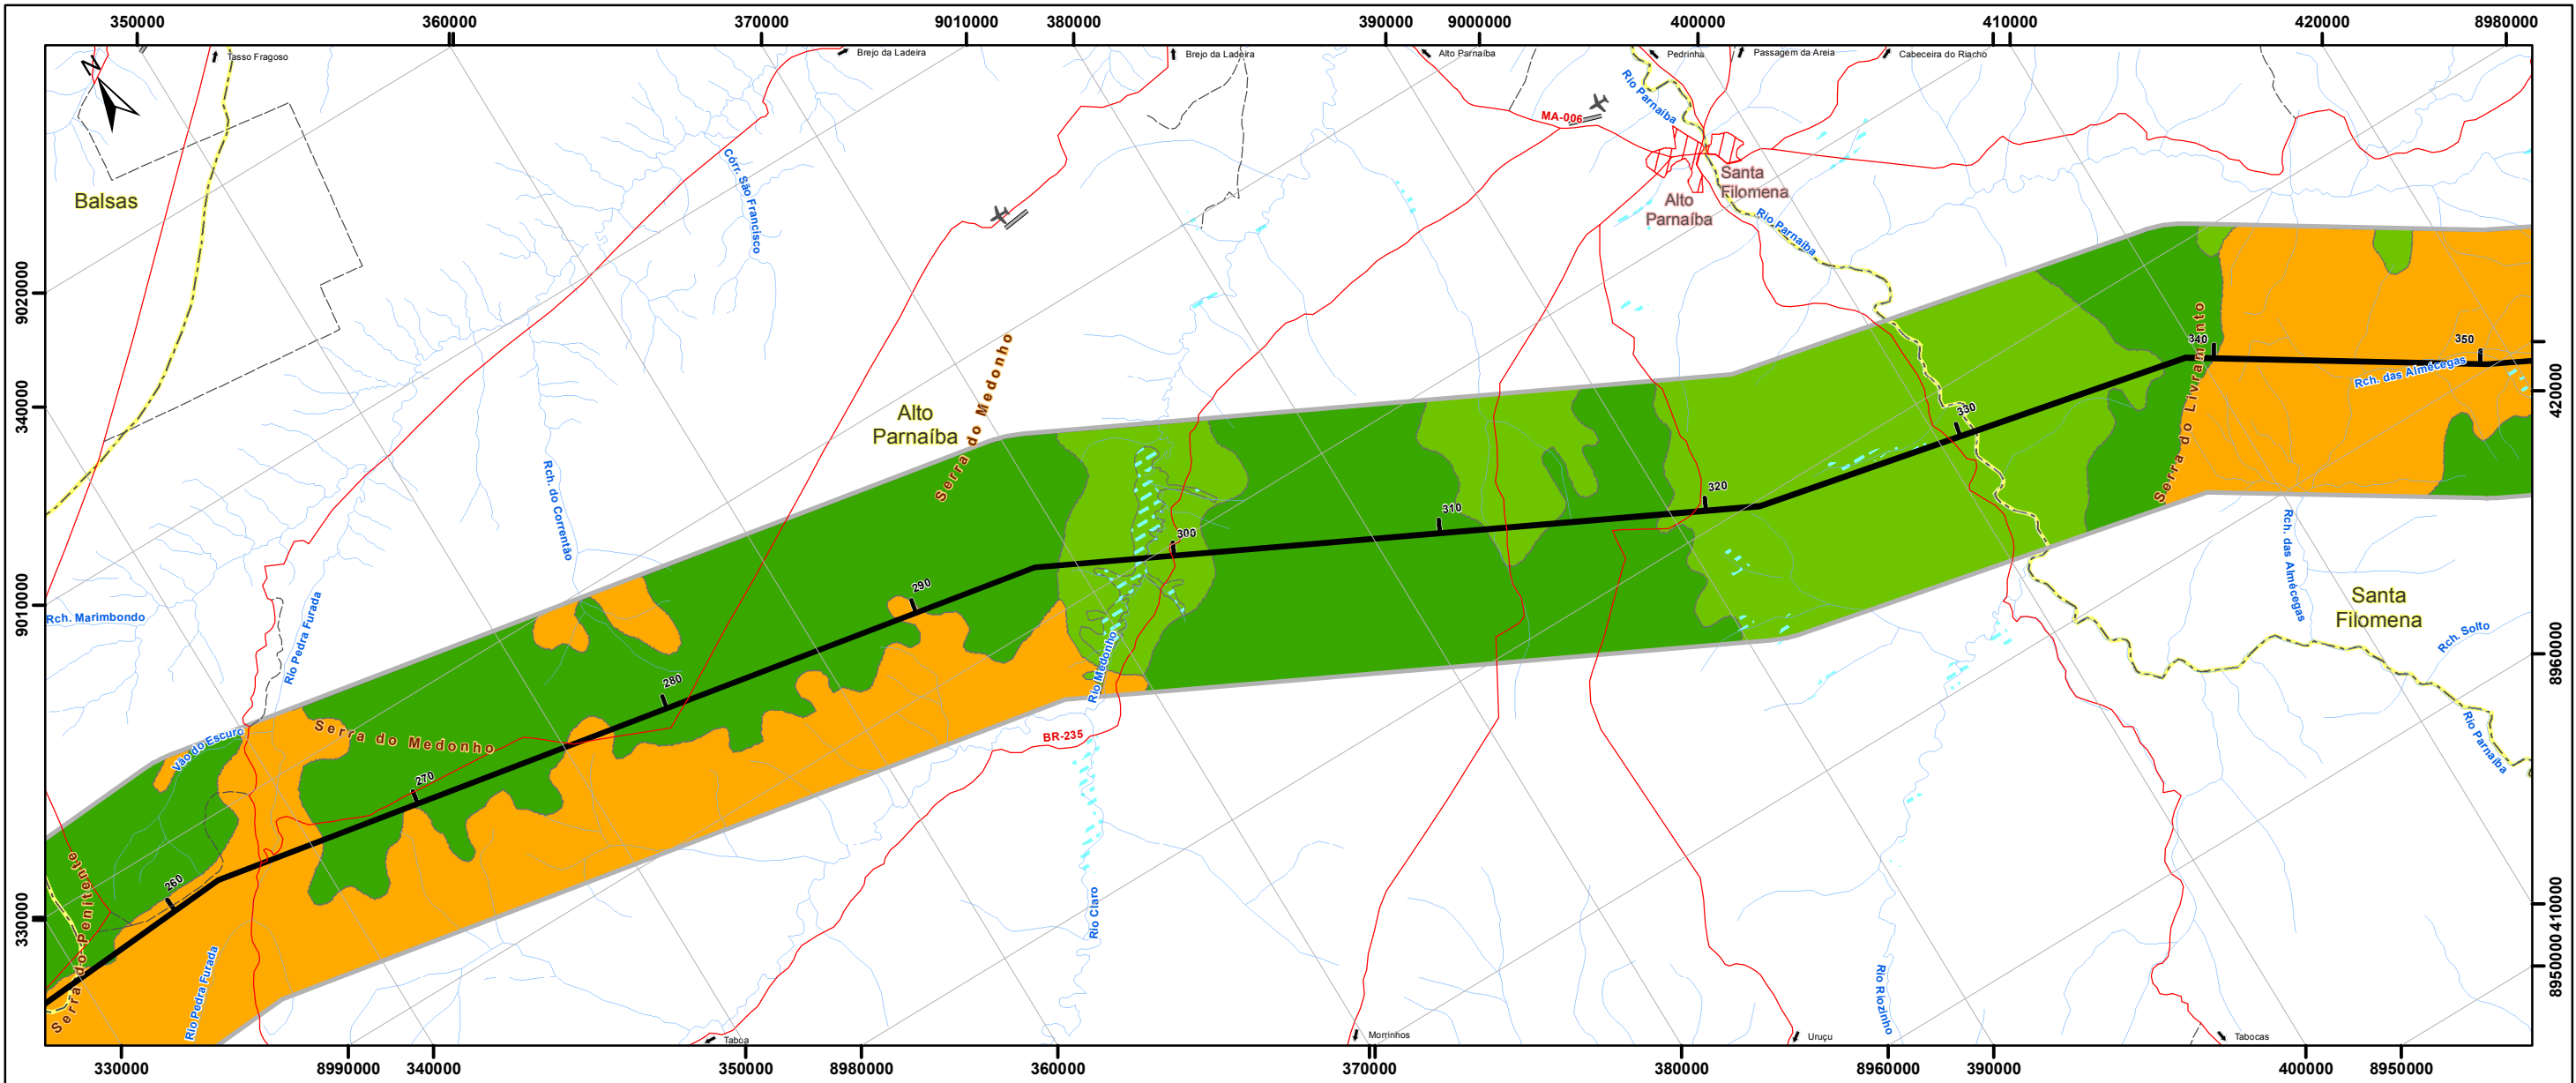 350000
360000
370000
9010000
380000
390000
9000000
400000
410000
420000
8980000
N
Tasso Fragoso
Brejo da Ladeira
Brejo da Ladeira
Alto Parnaíba
Pedrinha
Passagem da Areia
Cabeceira do Riacho
Rio Parnaíba
MA-006
Balsas
Córr. São Francisco
Santa
Filomena
Alto
Parnaíba
Rio Parnaíba
9020000
340000
9010000
330000
Serra do Medonho
Alto
Parnaíba
Serra do Livramento
340
350
Rch. das Almécegas
420000
330
320
310
300
290
280
270
260
Rch. do Correntão
Rch. Marimbondo
Rio Pedra Furada
Serra do Medonho
Vão do Escuro
Rio Medonho
BR-235
Rch. das Almécegas
Santa
Filomena
Rch. Solto
8960000
Rio Parnaíba
Serra do Penitente
Rio Pedra Furada
Rio Claro
Rio Riozinho
410000
8950000
Taboa
Morrinhos
Uruçu
Tabocas
330000
8990000
340000
350000
8980000
360000
370000
380000
8960000
390000
400000
8950000